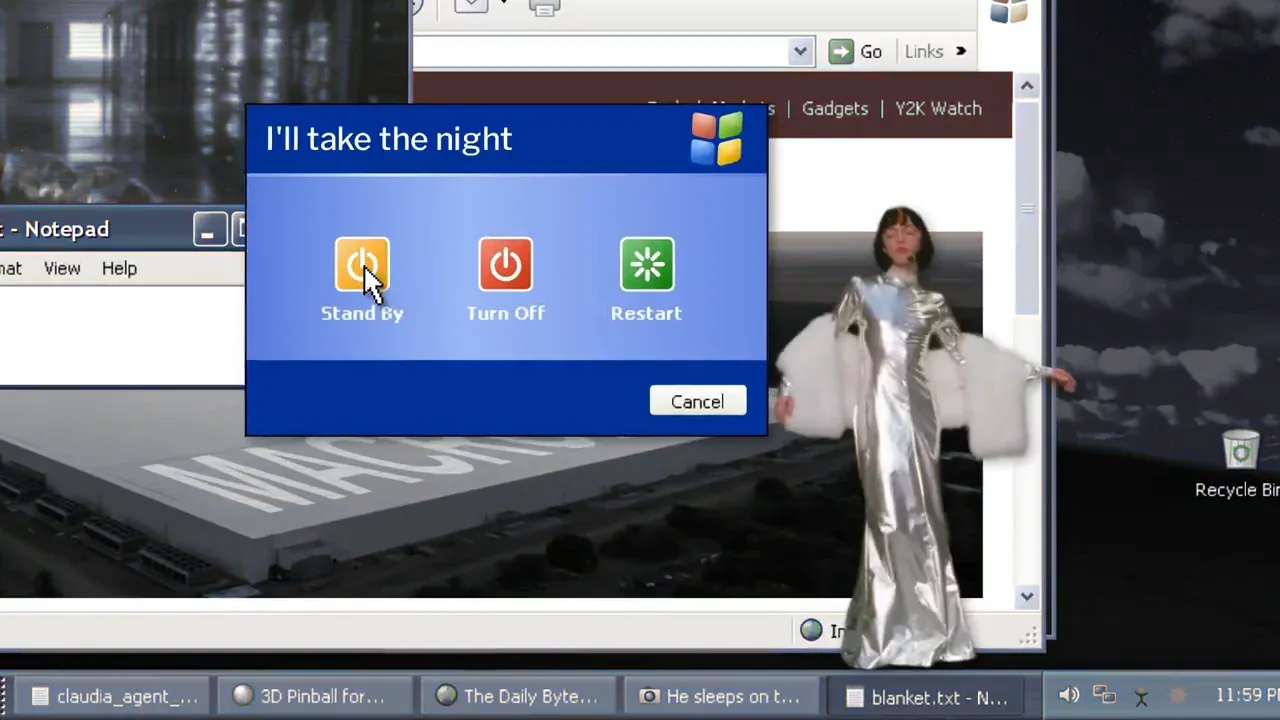 Go
Links
Gadgets | Y2K Watch
I'll take the night
- Notepad
View Help
Stand By
Turn Off
Restart
Cancel
Recycle Bin
claudia_agent_...
3D Pinball for...
The Daily Byte...
He sleeps on t...
blanket.txt - N...
11:59 P